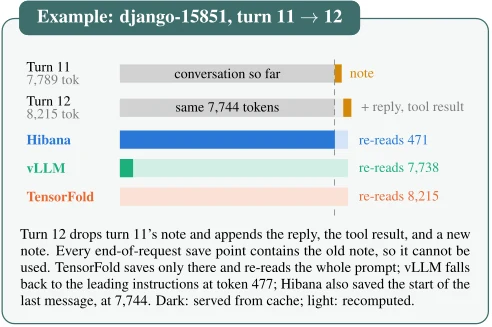 Example: django-15851, turn 11 → 12
Turn 11
7,789 tok
conversation so far
note
Turn 12
8,215 tok
same 7,744 tokens
+ reply, tool result
Hibana
re-reads 471
vLLM
re-reads 7,738
TensorFold
re-reads 8,215
Turn 12 drops turn 11's note and appends the reply, the tool result, and a new
note. Every end-of-request save point contains the old note, so it cannot be
used. TensorFold saves only there and re-reads the whole prompt; vLLM falls
back to the leading instructions at token 477; Hibana also saved the start of the
last message, at 7,744. Dark: served from cache; light: recomputed.